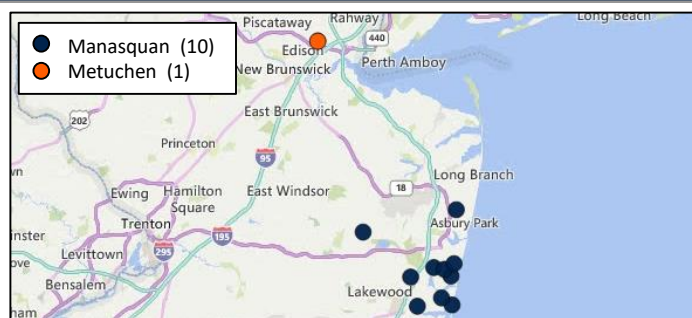 Manasquan (10)
Metuchen (1)
Piscataway
Rahway
Long Beach
Edison
440
New Brunswick
Perth Amboy
East Brunswick
202
Princeton
95
Ewing
Hamilton
Square
East Windsor
18
Long Branch
Trenton
195
Asbury Park
295
Levittown
Bensalem
Lakewood